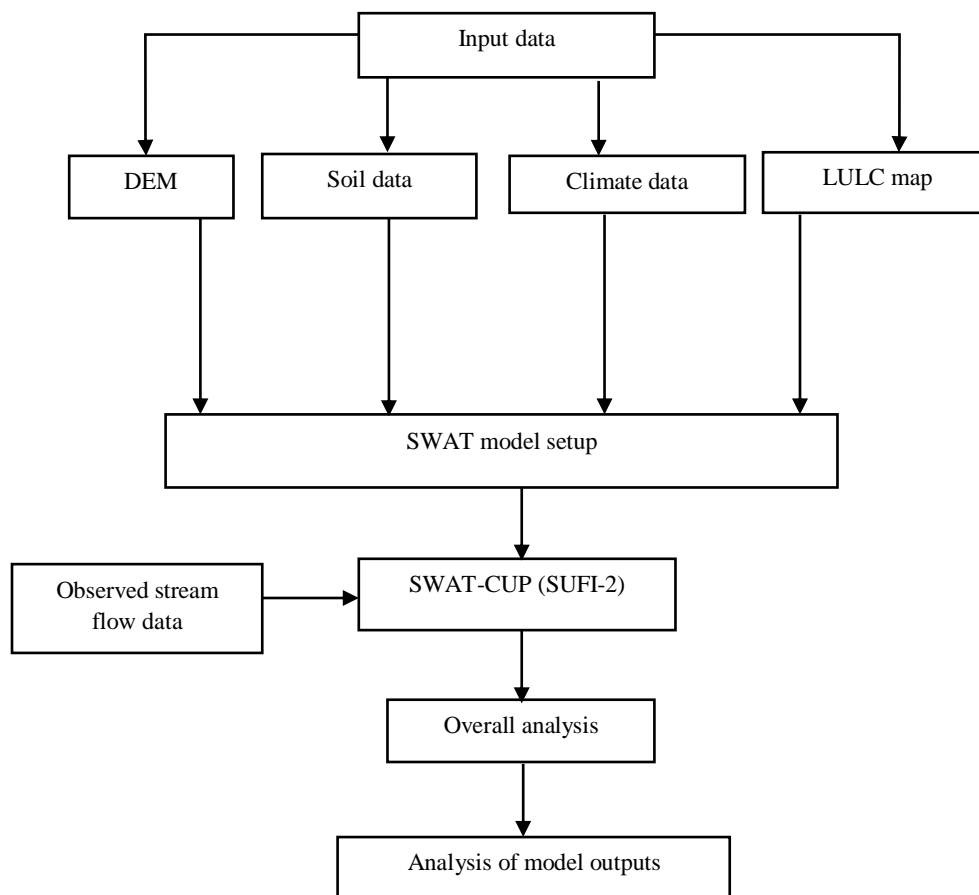 Input data
DEM
Soil data
Climate data
LULC map
SWAT model setup
SWAT-CUP (SUFI-2)
Observed stream
flow data
Overall analysis
Analysis of model outputs